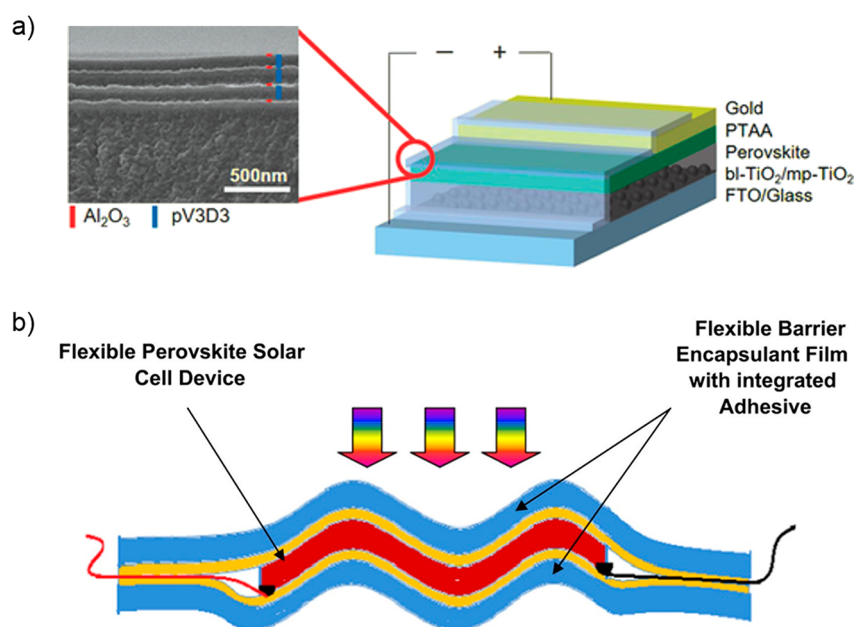 a)
500nm
Al₂O₃ pV3D3
− +
Gold
PTAA
Perovskite
bl-TiO₂/mp-TiO₂
FTO/Glass
b)
Flexible Perovskite Solar
Cell Device
Flexible Barrier
Encapsulant Film
with integrated
Adhesive